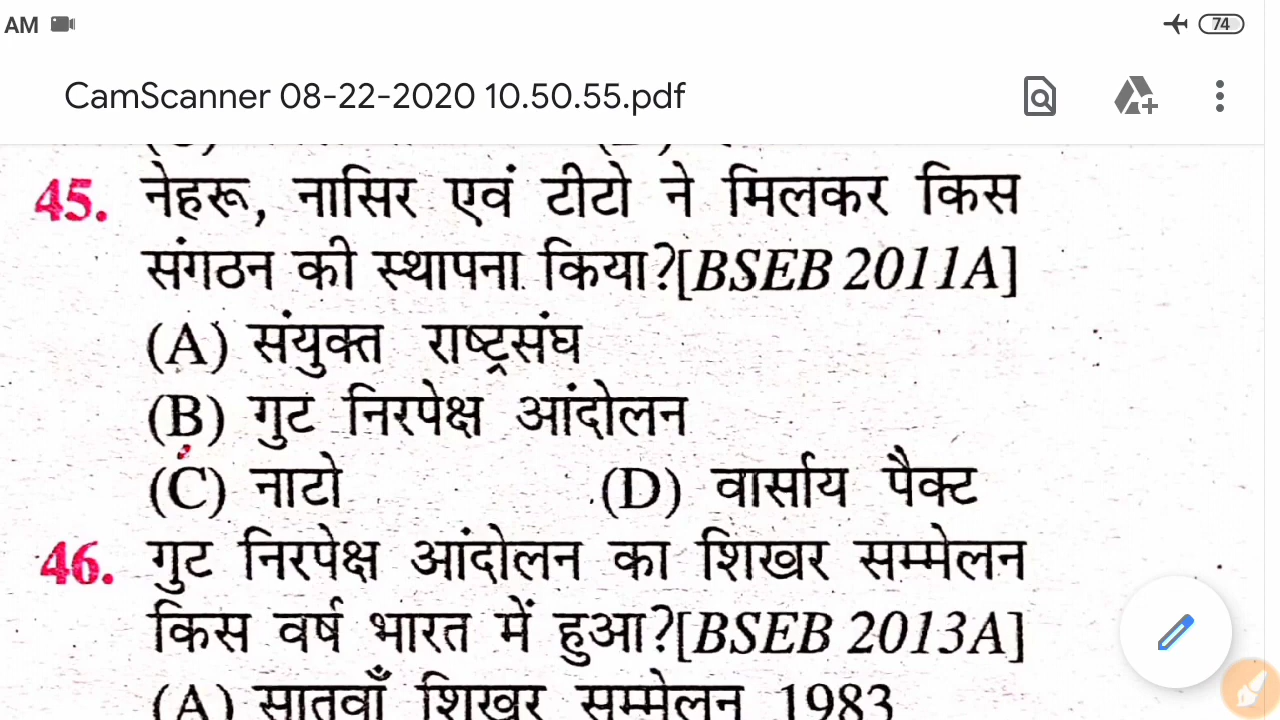 AM
74
CamScanner 08-22-2020 10.50.55.pdf
45. नेहरू, नासिर एवं टीटो ने मिलकर किस
संगठन की स्थापना किया?[BSEB 2011A]
(A) संयुक्त राष्ट्रसंघ
(B) गुट निरपेक्ष आंदोलन
(C) नाटो (D) वार्साय पैक्ट
46. गुट निरपेक्ष आंदोलन का शिखर सम्मेलन
किस वर्ष भारत में हुआ?[BSEB 2013A]
(A) सातवाँ शिखर सम्मेलन 1983